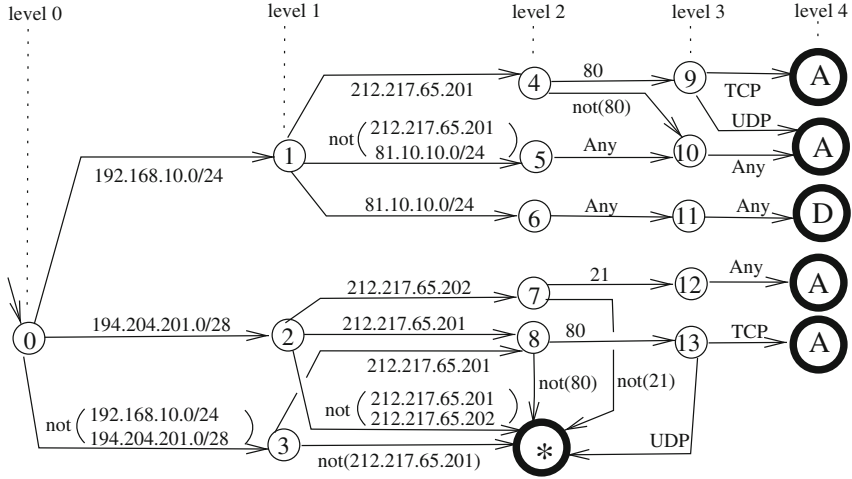 level 0
level 1
level 2
level 3
level 4
4
80
9
TCP
A
212.217.65.201
not(80)
UDP
not ( 212.217.65.201
81.10.10.0/24 )
1
5
Any
10
Any
A
192.168.10.0/24
81.10.10.0/24
6
Any
11
Any
D
212.217.65.202
7
21
12
Any
A
0
194.204.201.0/28
2
212.217.65.201
8
80
13
TCP
A
212.217.65.201
not(80)
not(21)
not ( 192.168.10.0/24
194.204.201.0/28 )
not ( 212.217.65.201
212.217.65.202 )
3
not(212.217.65.201)
*
UDP